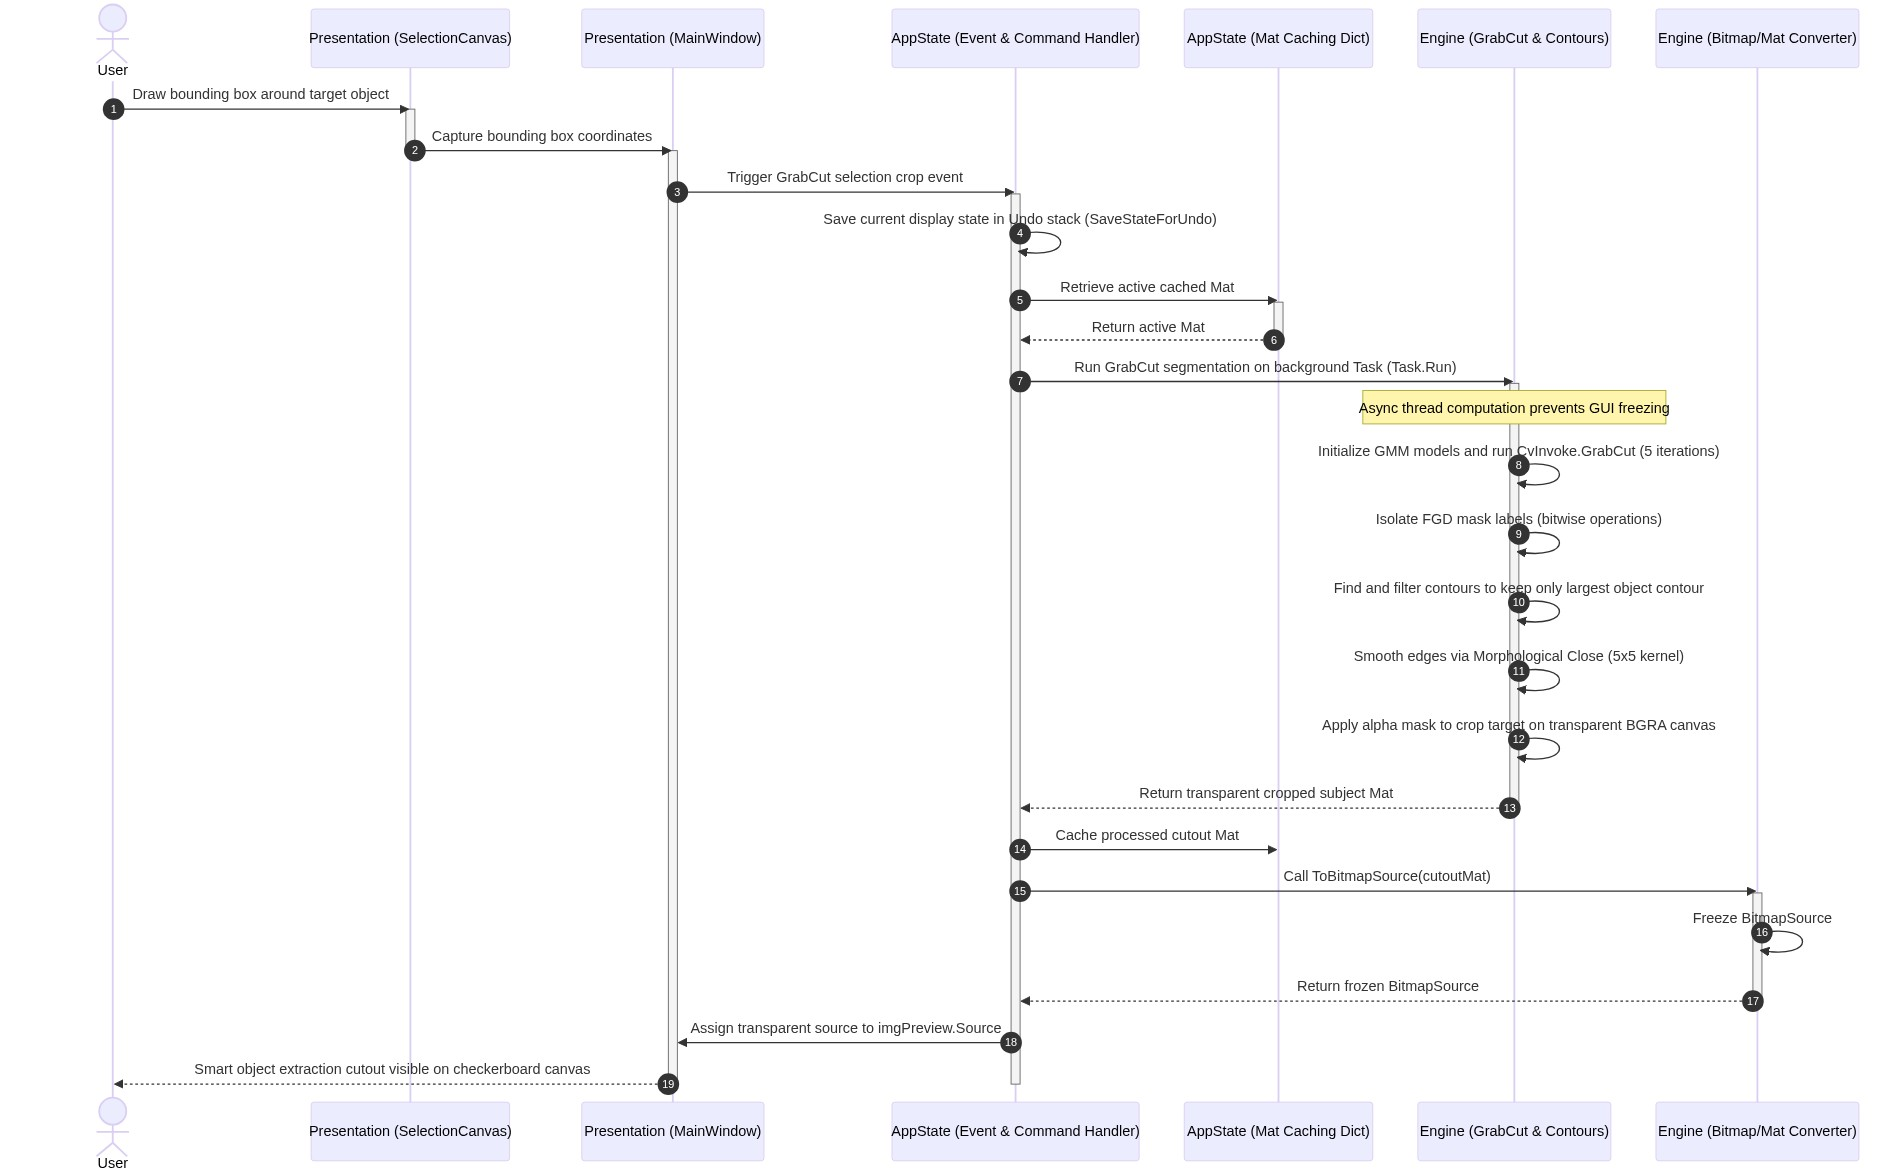 User
Presentation (SelectionCanvas)
Presentation (MainWindow)
AppState (Event & Command Handler)
AppState (Mat Caching Dict)
Engine (GrabCut & Contours)
Engine (Bitmap/Mat Converter)
Draw bounding box around target object
1
Capture bounding box coordinates
2
Trigger GrabCut selection crop event
3
Save current display state in Undo stack (SaveStateForUndo)
4
Retrieve active cached Mat
5
Return active Mat
6
Run GrabCut segmentation on background Task (Task.Run)
7
Async thread computation prevents GUI freezing
Initialize GMM models and run CvInvoke.GrabCut (5 iterations)
8
Isolate FGD mask labels (bitwise operations)
9
Find and filter contours to keep only largest object contour
10
Smooth edges via Morphological Close (5x5 kernel)
11
Apply alpha mask to crop target on transparent BGRA canvas
12
Return transparent cropped subject Mat
13
Cache processed cutout Mat
14
Call ToBitmapSource(cutoutMat)
15
Freeze BitmapSource
16
Return frozen BitmapSource
17
Assign transparent source to imgPreview.Source
18
Smart object extraction cutout visible on checkerboard canvas
19
User
Presentation (SelectionCanvas)
Presentation (MainWindow)
AppState (Event & Command Handler)
AppState (Mat Caching Dict)
Engine (GrabCut & Contours)
Engine (Bitmap/Mat Converter)